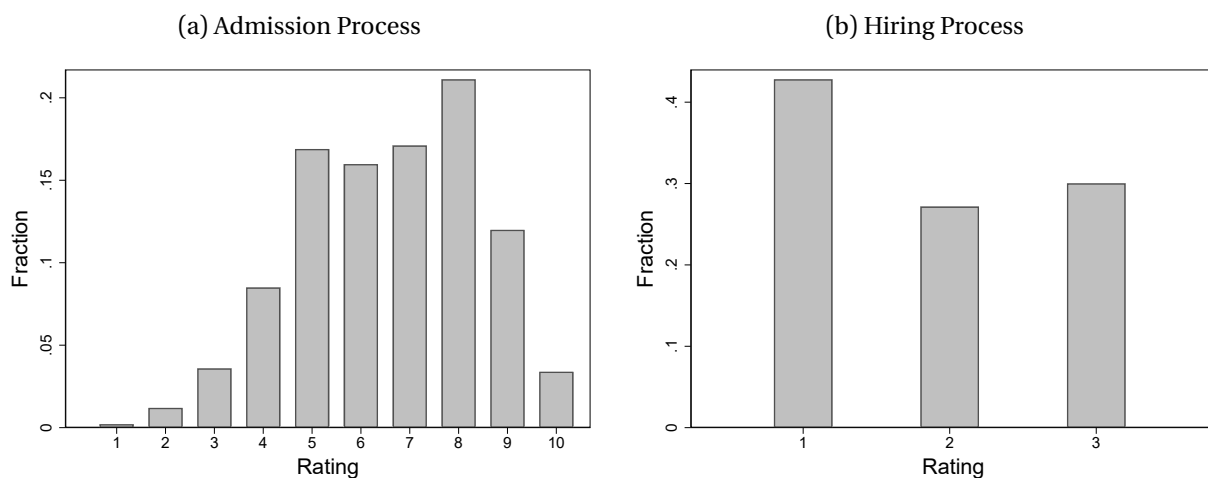 (a) Admission Process
Fraction
.2
.15
.1
.05
0
1 2 3 4 5 6 7 8 9 10
Rating
(b) Hiring Process
Fraction
.4
.3
.2
.1
0
1 2 3
Rating